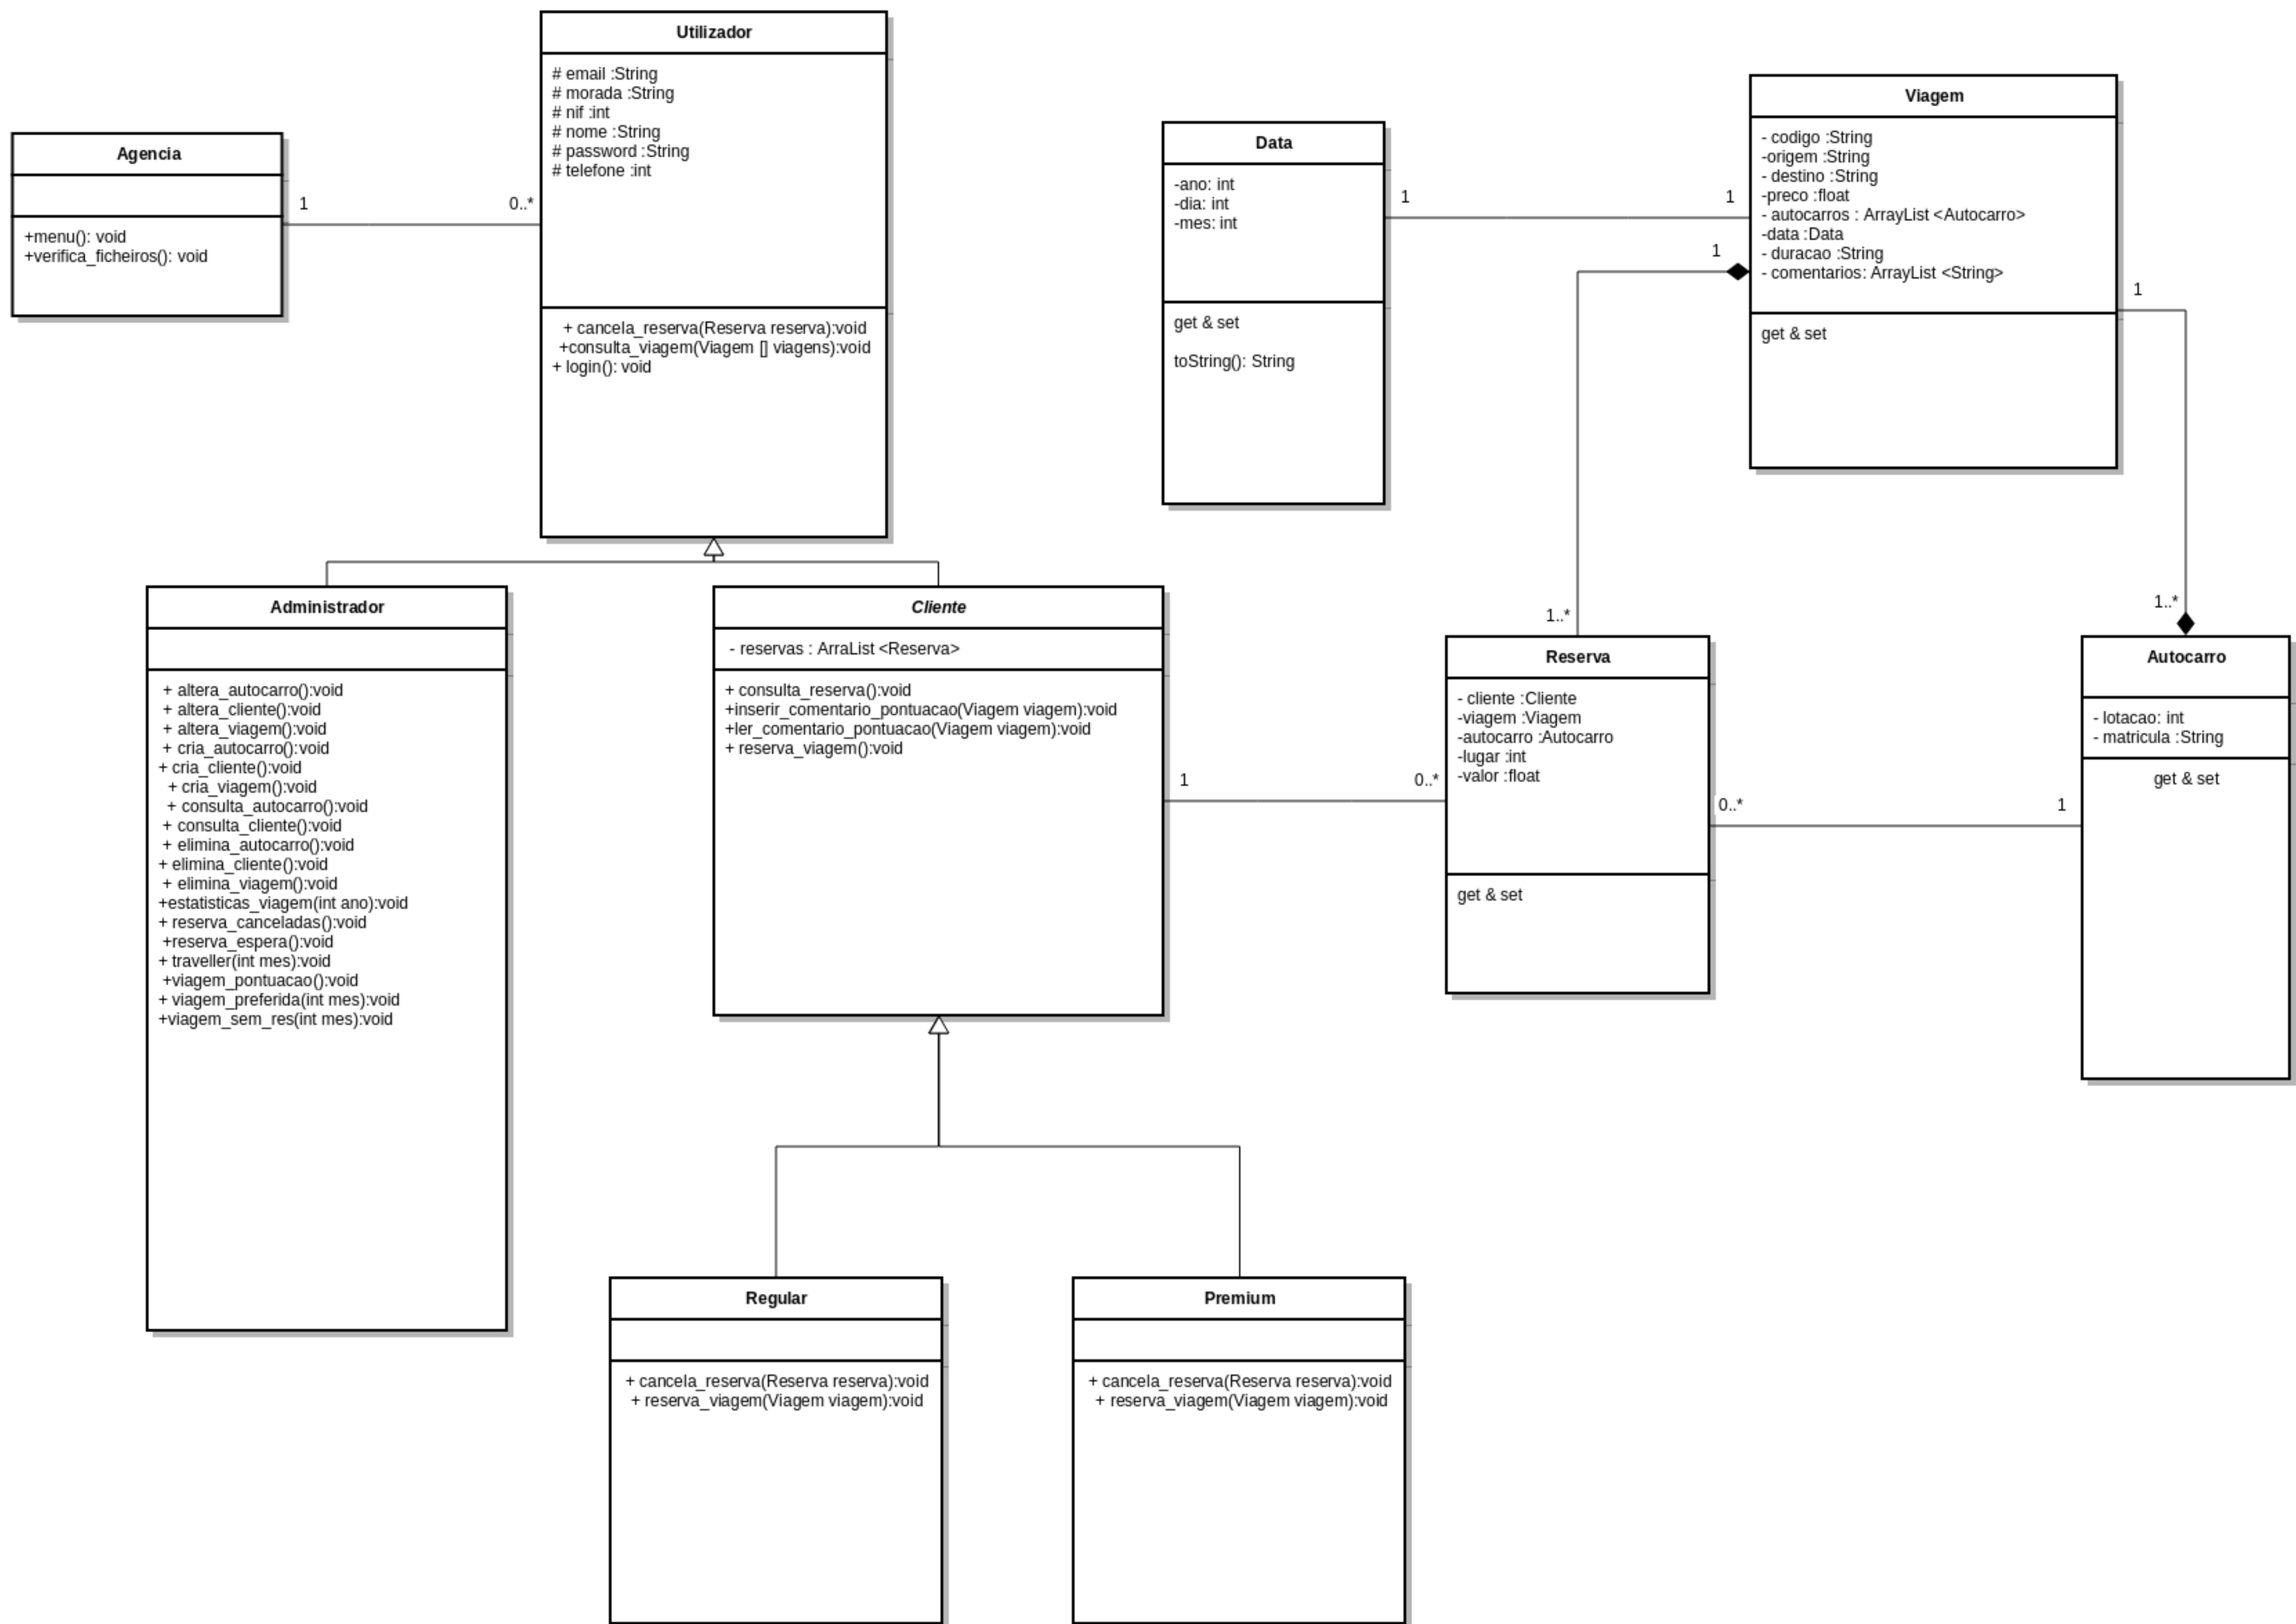 Utilizador
# email :String
# morada :String
# nif :int
# nome :String
# password :String
# telefone :int
+ cancela_reserva(Reserva reserva):void
+consulta_viagem(Viagem [] viagens):void
+ login(): void
Agencia
+menu(): void
+verifica_ficheiros(): void
1
0..*
Data
-ano: int
-dia: int
-mes: int
get & set
toString(): String
1
1
Viagem
- codigo :String
-origem :String
- destino :String
-preco :float
- autocarros : ArrayList <Autocarro>
-data :Data
- duracao :String
- comentarios: ArrayList <String>
get & set
1
1..*
1
1..*
Administrador
+ altera_autocarro():void
+ altera_cliente():void
+ altera_viagem():void
+ cria_autocarro():void
+ cria_cliente():void
+ cria_viagem():void
+ consulta_autocarro():void
+ consulta_cliente():void
+ elimina_autocarro():void
+ elimina_cliente():void
+ elimina_viagem():void
+estatisticas_viagem(int ano):void
+ reserva_canceladas():void
+reserva_espera():void
+ traveller(int mes):void
+viagem_pontuacao():void
+ viagem_preferida(int mes):void
+viagem_sem_res(int mes):void
Cliente
- reservas : ArraList <Reserva>
+ consulta_reserva():void
+inserir_comentario_pontuacao(Viagem viagem):void
+ler_comentario_pontuacao(Viagem viagem):void
+ reserva_viagem():void
1
0..*
Reserva
- cliente :Cliente
-viagem :Viagem
-autocarro :Autocarro
-lugar :int
-valor :float
get & set
0..*
1
Autocarro
- lotacao: int
- matricula :String
get & set
Regular
+ cancela_reserva(Reserva reserva):void
+ reserva_viagem(Viagem viagem):void
Premium
+ cancela_reserva(Reserva reserva):void
+ reserva_viagem(Viagem viagem):void